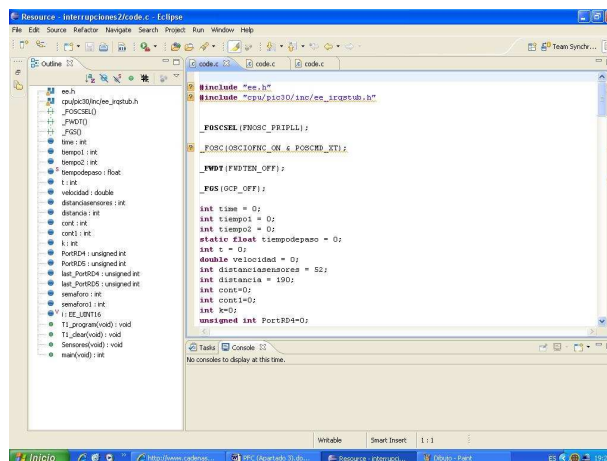 Resource - interrupciones2/code.c - Eclipse
File Edit Source Refactor Navigate Search Project Run Window Help
Team Synchr...
Outline
ee.h
cpu/pic30/inc/ee_irqstub.h
_FOSCSEL()
_FWDT()
_FGS()
time : int
tiempo1 : int
tiempo2 : int
tiempodepaso : float
t : int
velocidad : double
distanciasensores : int
distancia : int
cont : int
cont1 : int
k : int
PortRD4 : unsigned int
PortRD5 : unsigned int
last_PortRD4 : unsigned int
last_PortRD5 : unsigned int
semaforo : int
semaforo1 : int
i : EE_UINT16
T1_program(void) : void
T1_clear(void) : void
Sensores(void) : void
main(void) : int
code.c code.c code.c
#include "ee.h"
#include "cpu/pic30/inc/ee_irqstub.h"
_FOSCSEL(FNOSC_PRIPLL);
_FOSC(OSCIOFNC_ON & POSCMD_XT);
_FWDT(FWDTEN_OFF);
_FGS(GCP_OFF);
int time = 0;
int tiempo1 = 0;
int tiempo2 = 0;
static float tiempodepaso = 0;
int t = 0;
double velocidad = 0;
int distanciasensores = 52;
int distancia = 190;
int cont=0;
int cont1=0;
int k=0;
unsigned int PortRD4=0;
Tasks Console
No consoles to display at this time.
Writable Smart Insert 1 : 1
Inicio http://www.cadenas... PFC (Apartado 3).do... Resource - interrupci... Dibujo - Paint ES